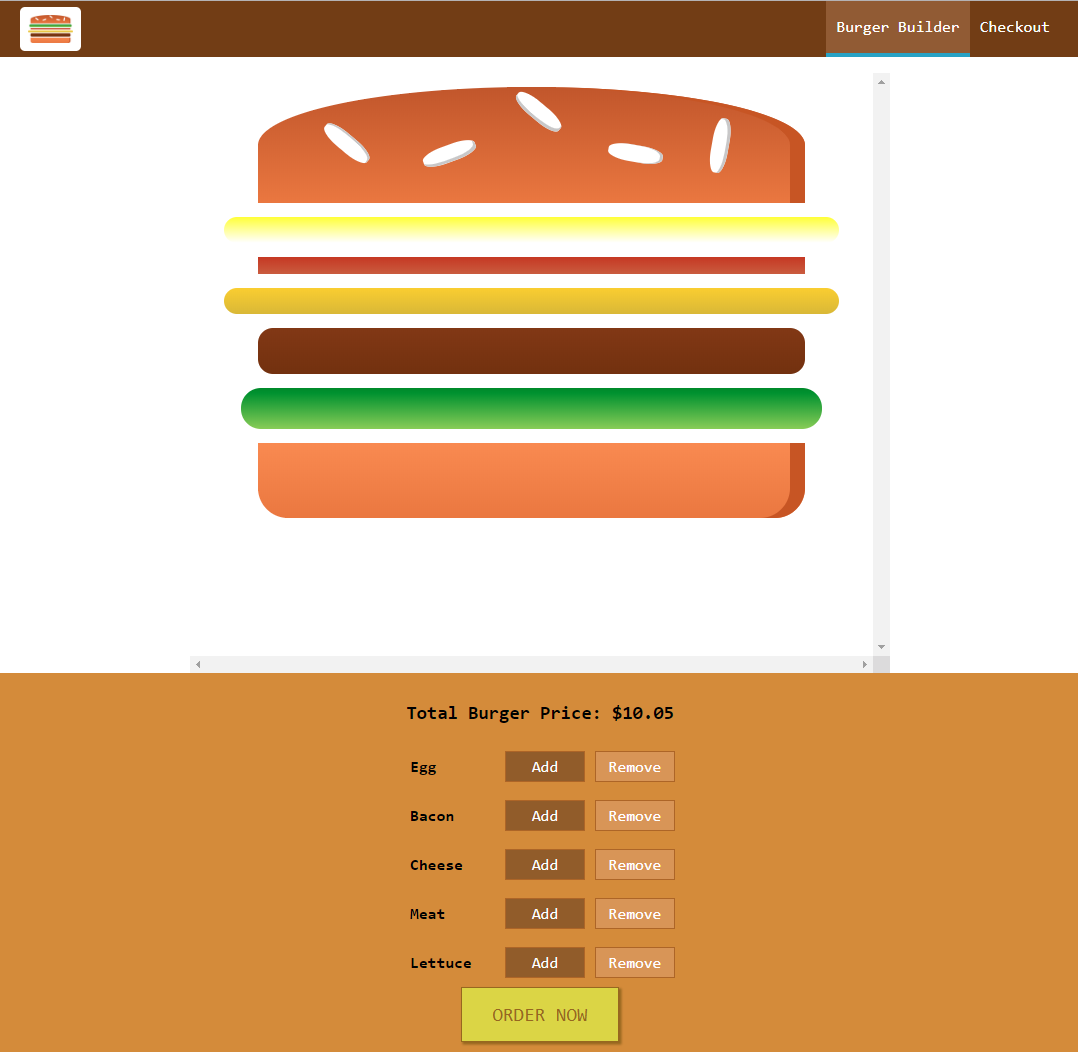 Burger Builder Checkout
Total Burger Price: $10.05
Egg Add Remove
Bacon Add Remove
Cheese Add Remove
Meat Add Remove
Lettuce Add Remove
ORDER NOW